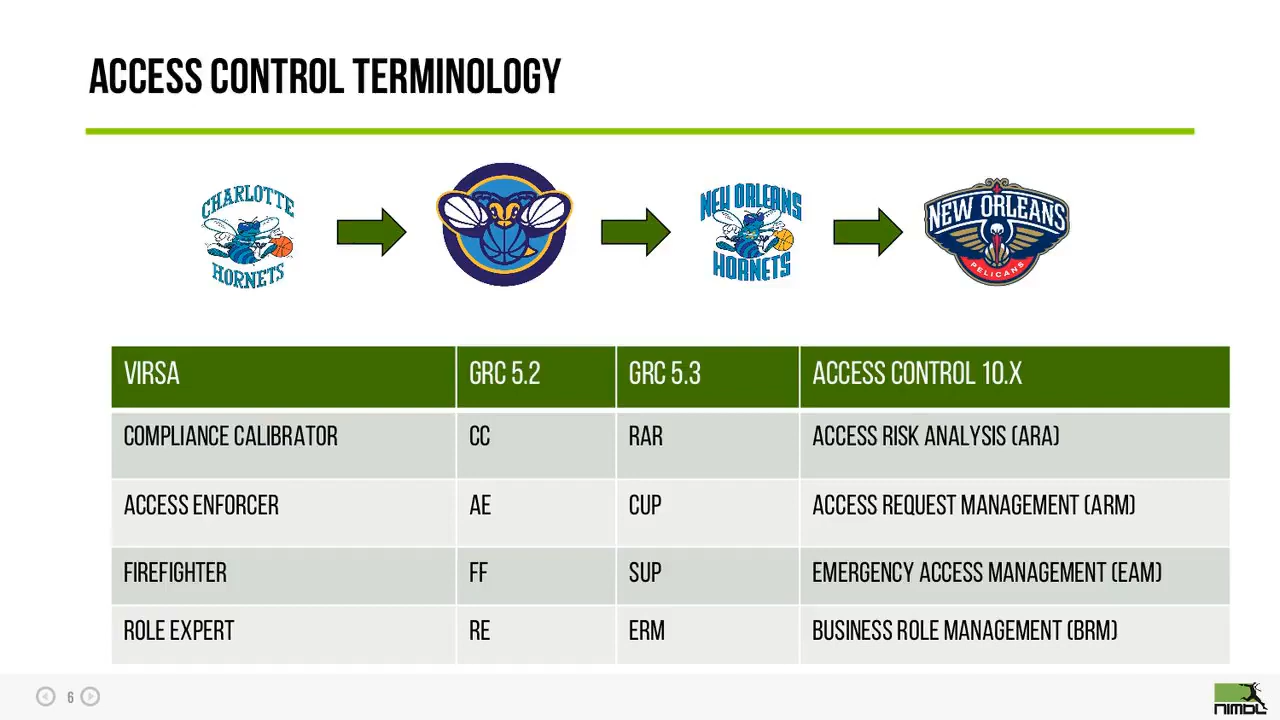 ACCESS CONTROL TERMINOLOGY
CHARLOTTE
HORNETS
NEW ORLEANS
HORNETS
NEW ORLEANS
PELICANS
VIRSA GRC 5.2 GRC 5.3 ACCESS CONTROL 10.X
COMPLIANCE CALIBRATOR CC RAR ACCESS RISK ANALYSIS (ARA)
ACCESS ENFORCER AE CUP ACCESS REQUEST MANAGEMENT (ARM)
FIREFIGHTER FF SUP EMERGENCY ACCESS MANAGEMENT (EAM)
ROLE EXPERT RE ERM BUSINESS ROLE MANAGEMENT (BRM)
6
nimbl